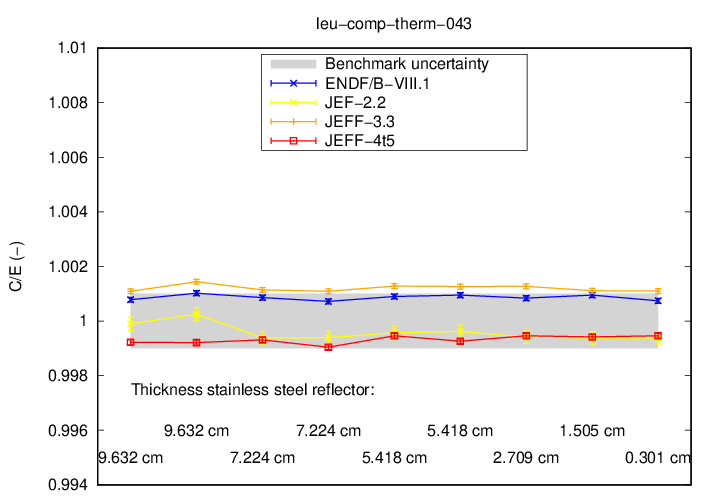 leu−comp−therm−043
1.01
1.008
1.006
1.004
1.002
1
0.998
0.996
0.994
C/E (−)
Benchmark uncertainty
ENDF/B−VIII.1
JEF−2.2
JEFF−3.3
JEFF−4t5
Thickness stainless steel reflector:
9.632 cm 7.224 cm 5.418 cm 1.505 cm
9.632 cm 7.224 cm 5.418 cm 2.709 cm 0.301 cm